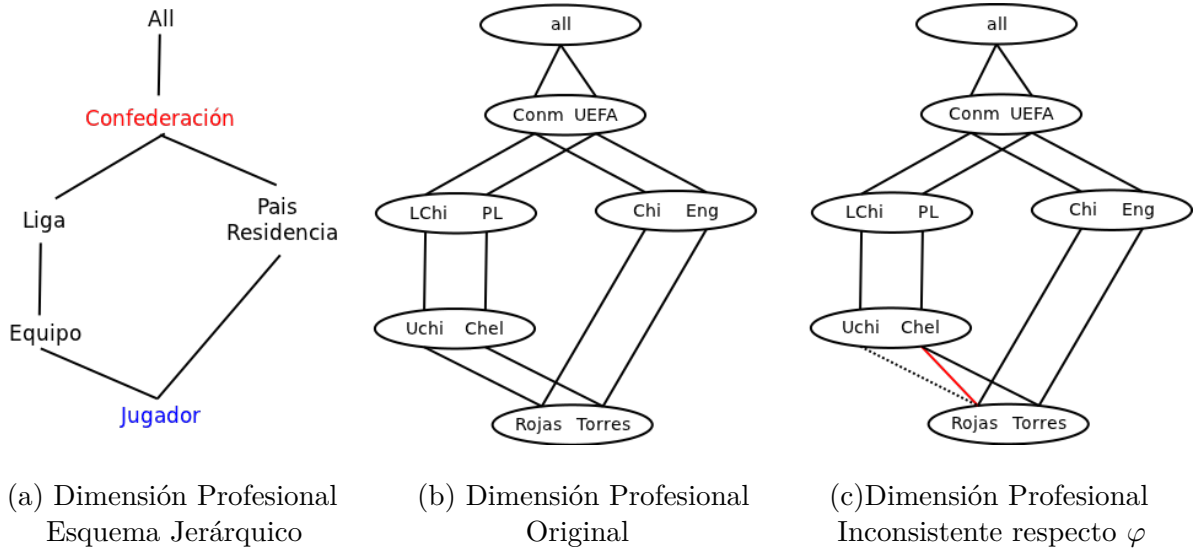 All
Confederación
Liga
Pais
Residencia
Equipo
Jugador
(a) Dimensión Profesional
Esquema Jerárquico
all
Conm UEFA
LChi PL
Chi Eng
Uchi Chel
Rojas Torres
(b) Dimensión Profesional
Original
all
Conm UEFA
LChi PL
Chi Eng
Uchi Chel
Rojas Torres
(c)Dimensión Profesional
Inconsistente respecto φ